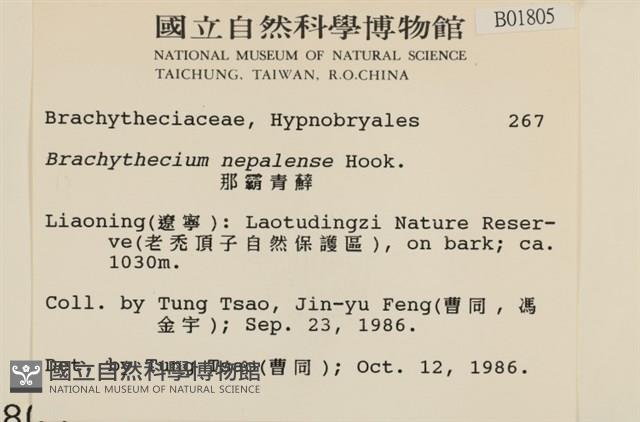 國立自然科學博物館
B01805
NATIONAL MUSEUM OF NATURAL SCIENCE
TAICHUNG, TAIWAN, R.O.CHINA
Brachytheciaceae, Hypnobryales 267
Brachythecium nepalense Hook.
那霸青蘚
Liaoning(遼寧): Laotudingzi Nature Reser-
ve(老禿頂子自然保護區), on bark; ca.
1030m.
Coll. by Tung Tsao, Jin-yu Feng(曹同, 馮
金宇); Sep. 23, 1986.
Det. by Tung Tsao(曹同); Oct. 12, 1986.
國立自然科學博物館
NATIONAL MUSEUM OF NATURAL SCIENCE